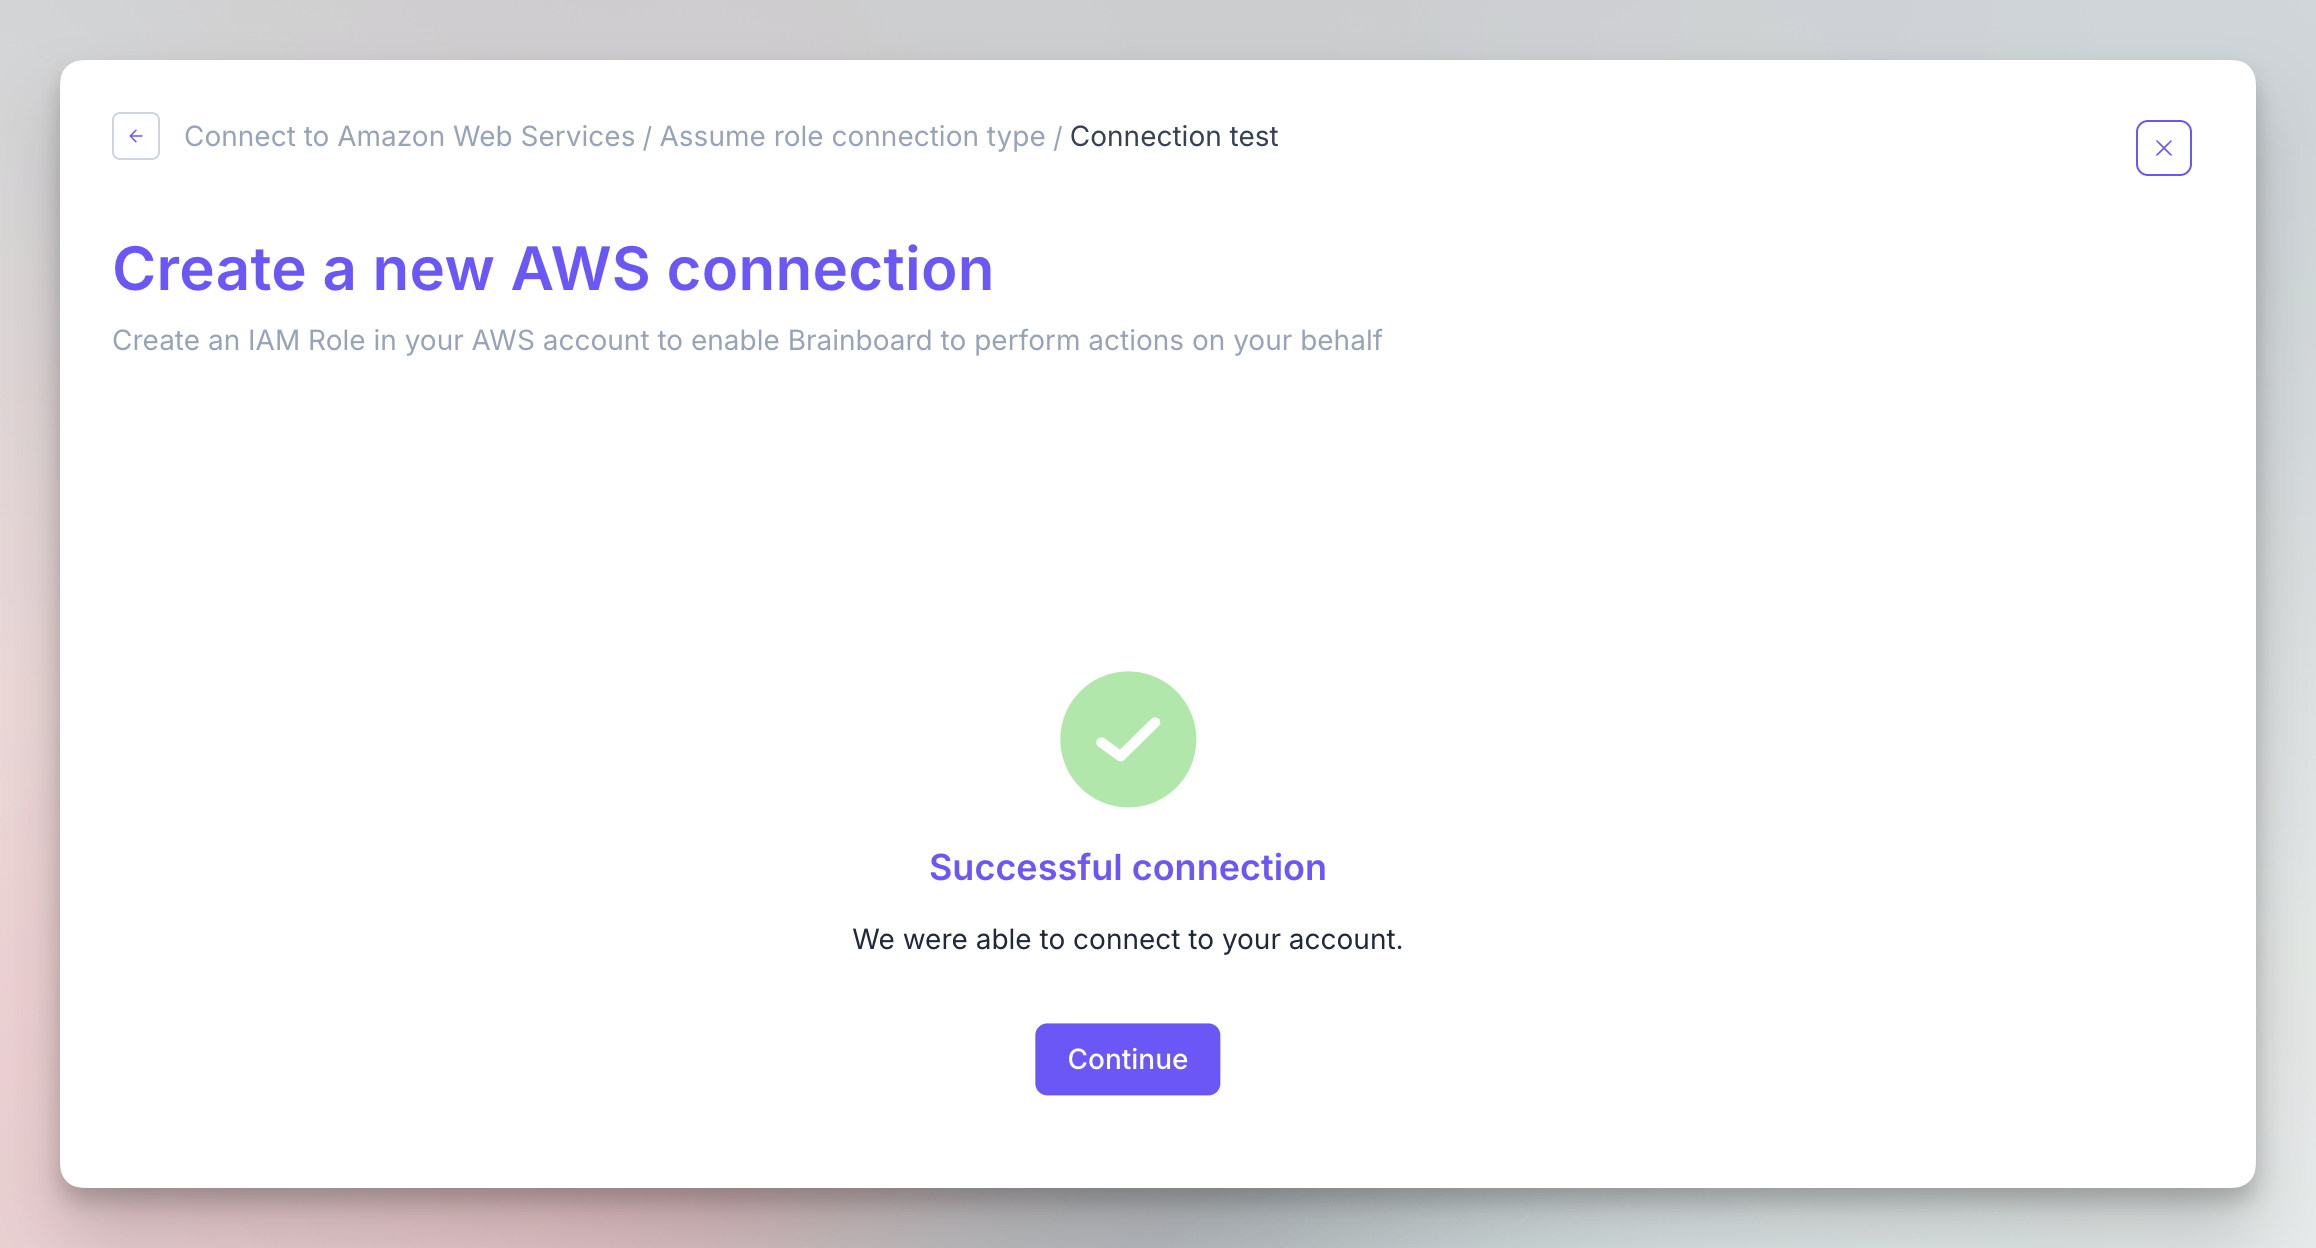 Connect to Amazon Web Services / Assume role connection type / Connection test
Create a new AWS connection
Create an IAM Role in your AWS account to enable Brainboard to perform actions on your behalf
Successful connection
We were able to connect to your account.
Continue